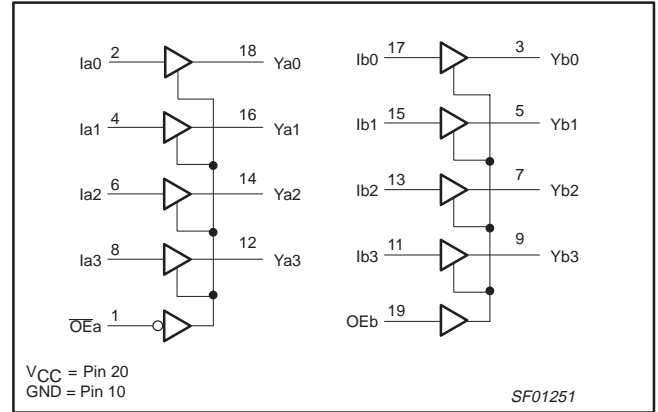 Ia0 2 18 Ya0
Ia1 4 16 Ya1
Ia2 6 14 Ya2
Ia3 8 12 Ya3
OEa 1
Ib0 17 3 Yb0
Ib1 15 5 Yb1
Ib2 13 7 Yb2
Ib3 11 9 Yb3
OEb 19
VCC = Pin 20
GND = Pin 10
SF01251